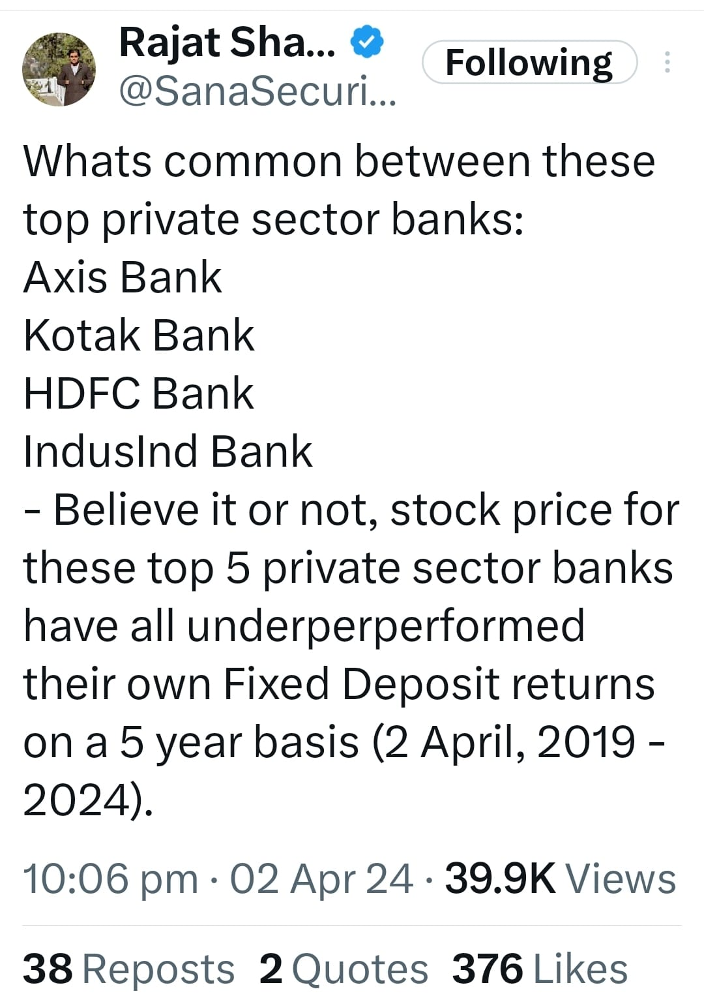 Rajat Sha...
@SanaSecuri...
Following
Whats common between these
top private sector banks:
Axis Bank
Kotak Bank
HDFC Bank
IndusInd Bank
- Believe it or not, stock price for
these top 5 private sector banks
have all underperperformed
their own Fixed Deposit returns
on a 5 year basis (2 April, 2019 -
2024).
10:06 pm · 02 Apr 24 · 39.9K Views
38 Reposts 2 Quotes 376 Likes